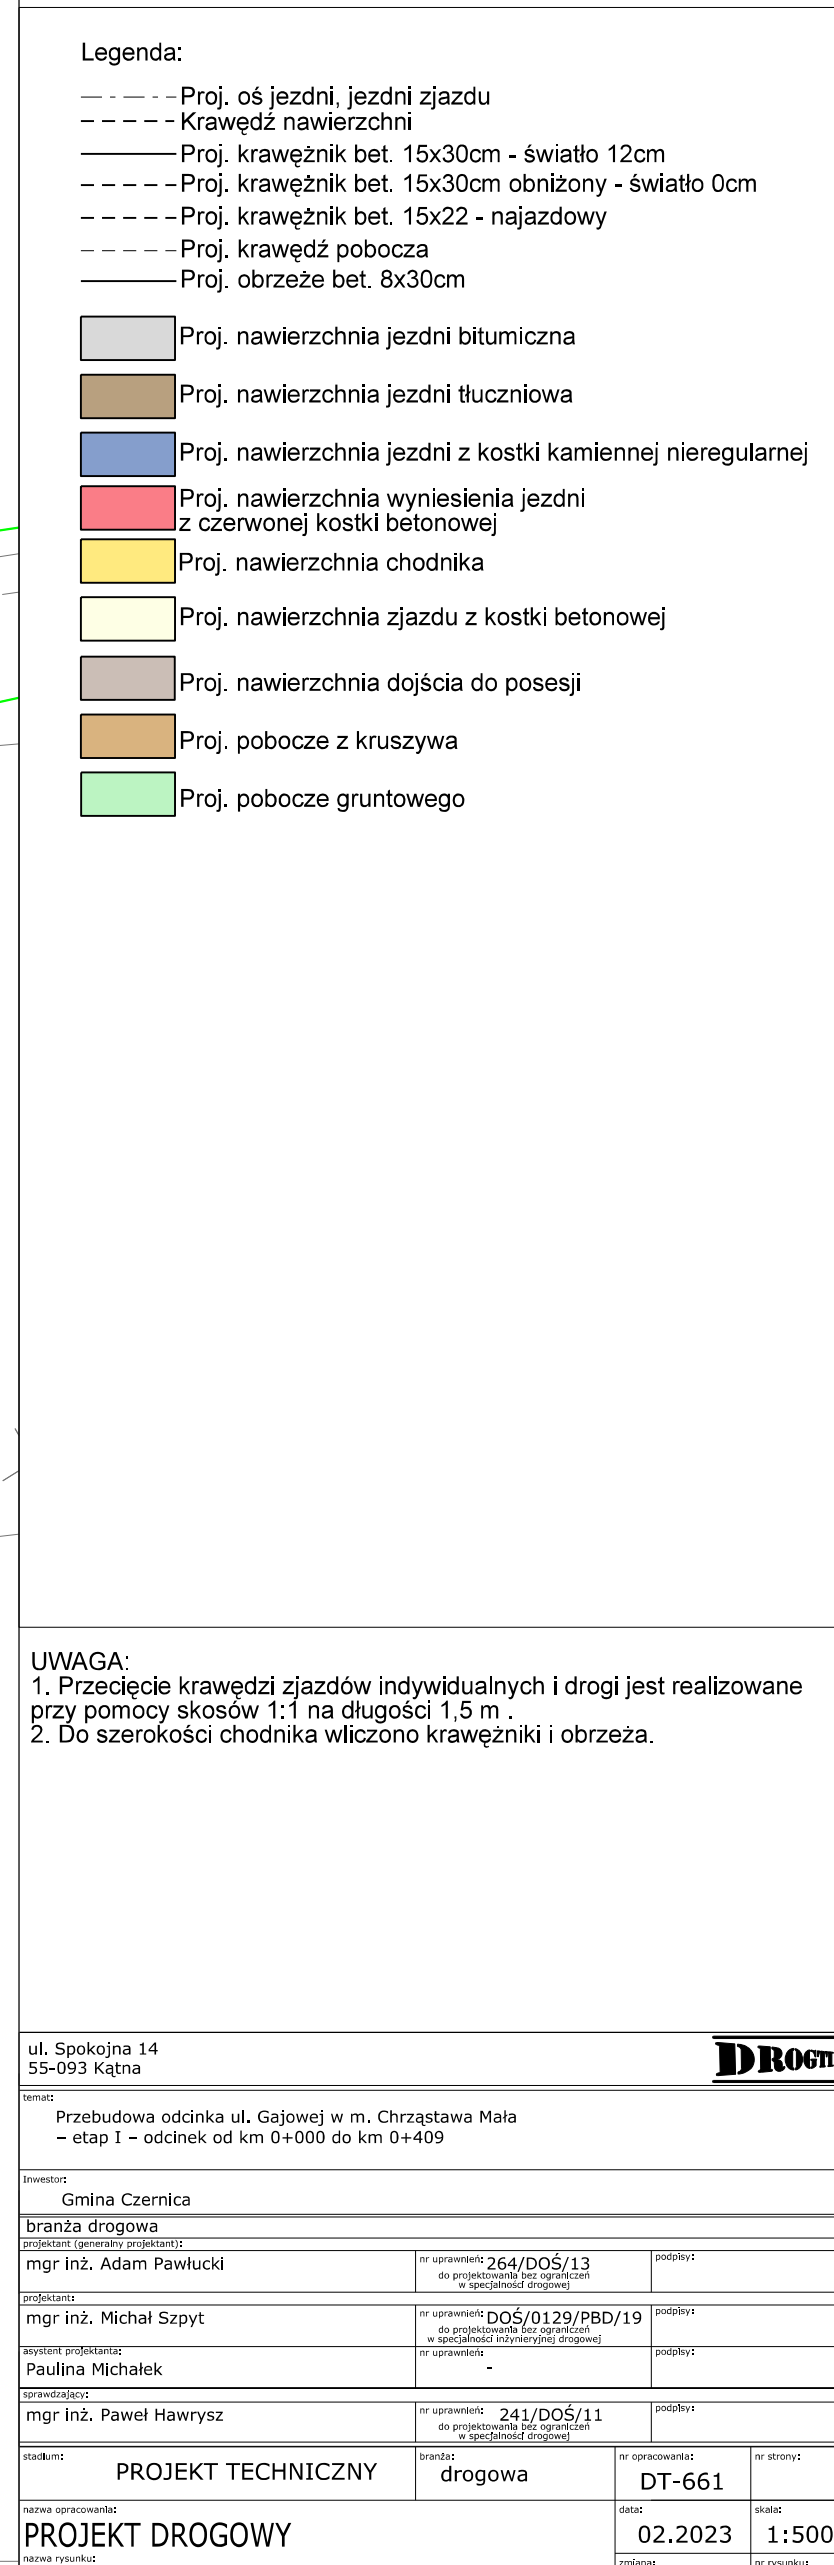 Legenda:
Proj. oś jezdni, jezdni zjazdu
Krawędź nawierzchni
Proj. krawężnik bet. 15x30cm - światło 12cm
Proj. krawężnik bet. 15x30cm obniżony - światło 0cm
Proj. krawężnik bet. 15x22 - najazdowy
Proj. krawędź pobocza
Proj. obrzeże bet. 8x30cm
Proj. nawierzchnia jezdni bitumiczna
Proj. nawierzchnia jezdni tłuczniowa
Proj. nawierzchnia jezdni z kostki kamiennej nieregularnej
Proj. nawierzchnia wyniesienia jezdni
z czerwonej kostki betonowej
Proj. nawierzchnia chodnika
Proj. nawierzchnia zjazdu z kostki betonowej
Proj. nawierzchnia dojścia do posesji
Proj. pobocze z kruszywa
Proj. pobocze gruntowego
UWAGA:
1. Przecięcie krawędzi zjazdów indywidualnych i drogi jest realizowane
przy pomocy skosów 1:1 na długości 1,5 m .
2. Do szerokości chodnika wliczono krawężniki i obrzeża.
ul. Spokojna 14
55-093 Kątna
DROGTI
temat:
Przebudowa odcinka ul. Gajowej w m. Chrząstawa Mała
– etap I – odcinek od km 0+000 do km 0+409
Inwestor:
Gmina Czernica
branża drogowa
projektant (generalny projektant):
mgr inż. Adam Pawłucki
nr uprawnień: 264/DOŚ/13
do projektowania bez ograniczeń
w specjalności drogowej
podpisy:
projektant:
mgr inż. Michał Szpyt
nr uprawnień: DOŚ/0129/PBD/19
do projektowania bez ograniczeń
w specjalności inżynieryjnej drogowej
podpisy:
asystent projektanta:
Paulina Michałek
nr uprawnień:
-
podpisy:
sprawdzający:
mgr inż. Paweł Hawrysz
nr uprawnień: 241/DOŚ/11
do projektowania bez ograniczeń
w specjalności drogowej
podpisy:
stadium:
PROJEKT TECHNICZNY
branża:
drogowa
nr opracowania:
DT-661
nr strony:
nazwa opracowania:
PROJEKT DROGOWY
data:
02.2023
skala:
1:500
nazwa rysunku:
zmiana:
nr rysunku: